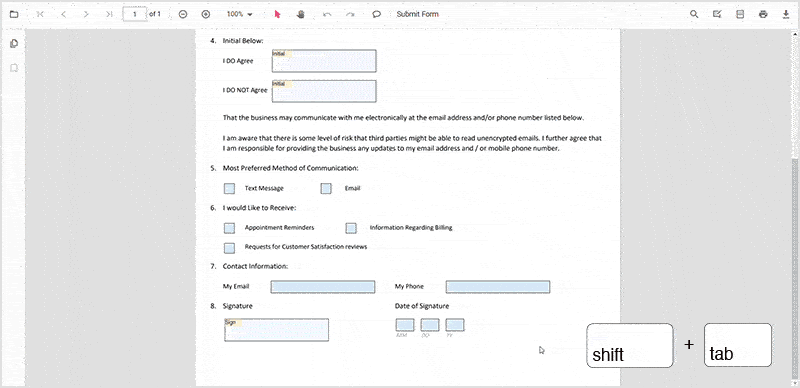 1 of 1 100% Submit Form
4. Initial Below:
Initial
I DO Agree
Initial
I DO NOT Agree
That the business may communicate with me electronically at the email address and/or phone number listed below.
I am aware that there is some level of risk that third parties might be able to read unencrypted emails. I further agree that
I am responsible for providing the business any updates to my email address and / or mobile phone number.
5. Most Preferred Method of Communication:
Text Message Email
6. I would Like to Receive:
Appointment Reminders Information Regarding Billing
Requests for Customer Satisfaction reviews
7. Contact Information:
My Email My Phone
8. Signature Date of Signature
Sign
MM DD YY
shift + tab